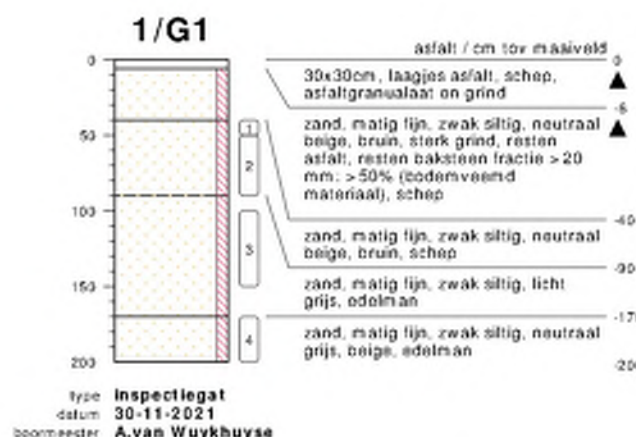 1/G1
asfalt / cm tov maaiveld
0
0
30x30cm, laagjes asfalt, schep,
asfaltgranualaat en grind
-6
zand, matig fijn, zwak siltig, neutraal
beige, bruin, sterk grind, resten
asfalt, resten baksteen fractie >20
mm: >50% (bodemvreemd
materiaal), schep
-40
zand, matig fijn, zwak siltig, neutraal
beige, bruin, schep
-90
zand, matig fijn, zwak siltig, licht
grijs, edelman
-17
zand, matig fijn, zwak siltig, neutraal
grijs, beige, edelman
-20
50
100
150
200
1
2
3
4
type inspectiegat
datum 30-11-2021
boormeester A.van Wuykhuyse